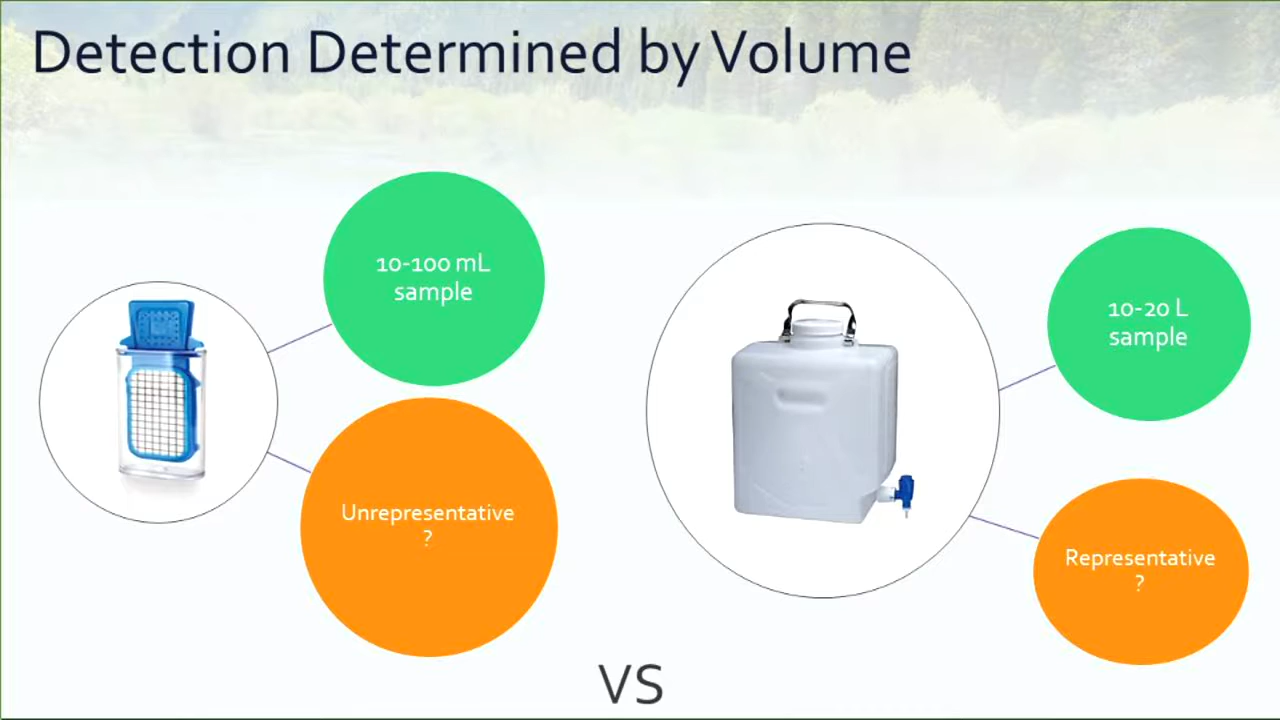 Detection Determined by Volume
10-100 mL
sample
Unrepresentative
?
10-20 L
sample
Representative
?
VS